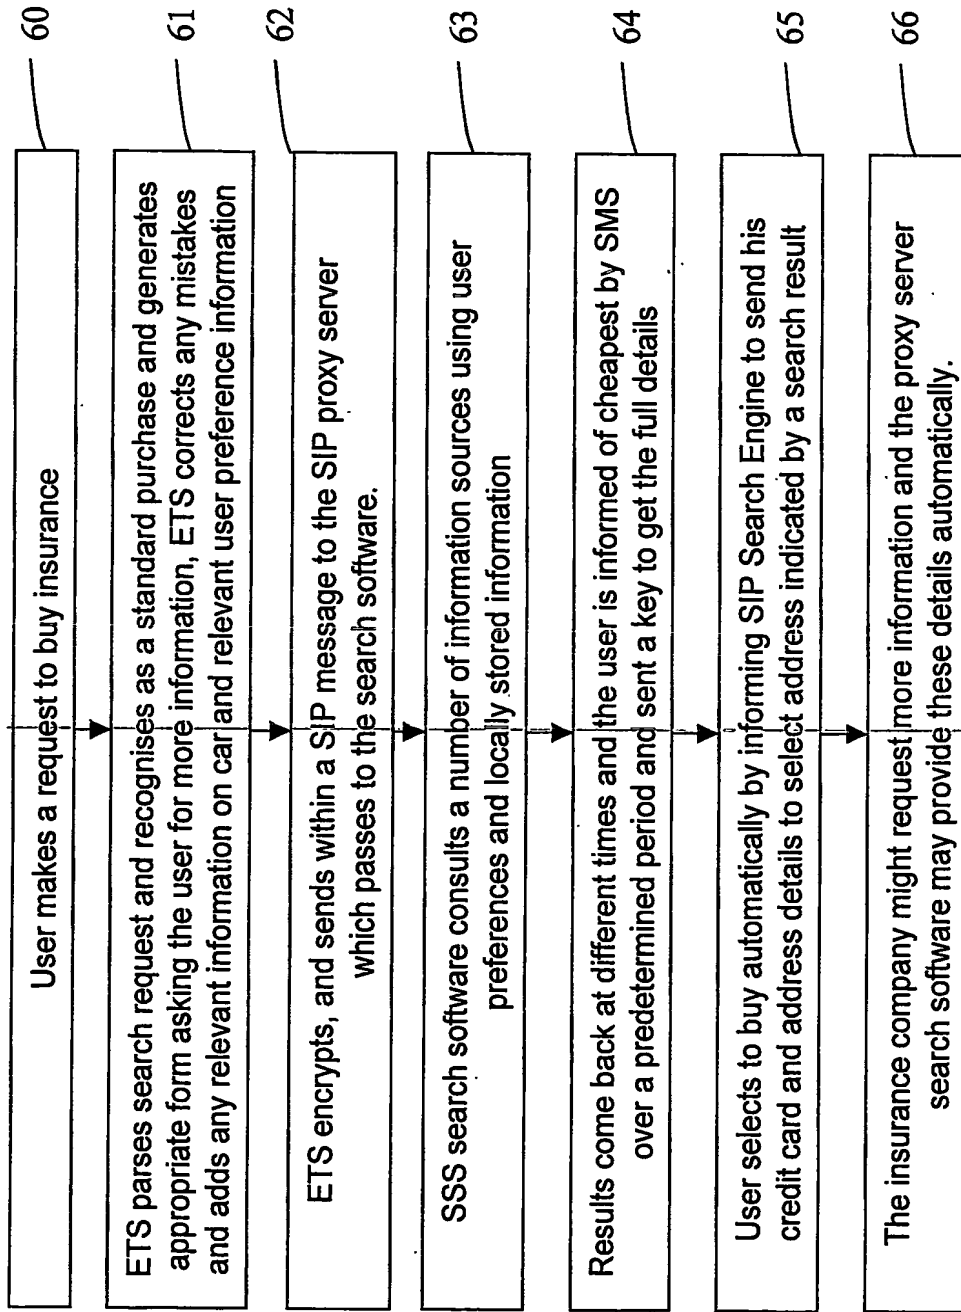 User makes a request to buy insurance
60
ETS parses search request and recognises as a standard purchase and generates
appropriate form asking the user for more information, ETS corrects any mistakes
and adds any relevant information on car and relevant user preference information
61
ETS encrypts, and sends within a SIP message to the SIP proxy server
which passes to the search software.
62
SSS search software consults a number of information sources using user
preferences and locally stored information
63
Results come back at different times and the user is informed of cheapest by SMS
over a predetermined period and sent a key to get the full details
64
User selects to buy automatically by informing SIP Search Engine to send his
credit card and address details to select address indicated by a search result
65
The insurance company might request more information and the proxy server
search software may provide these details automatically.
66